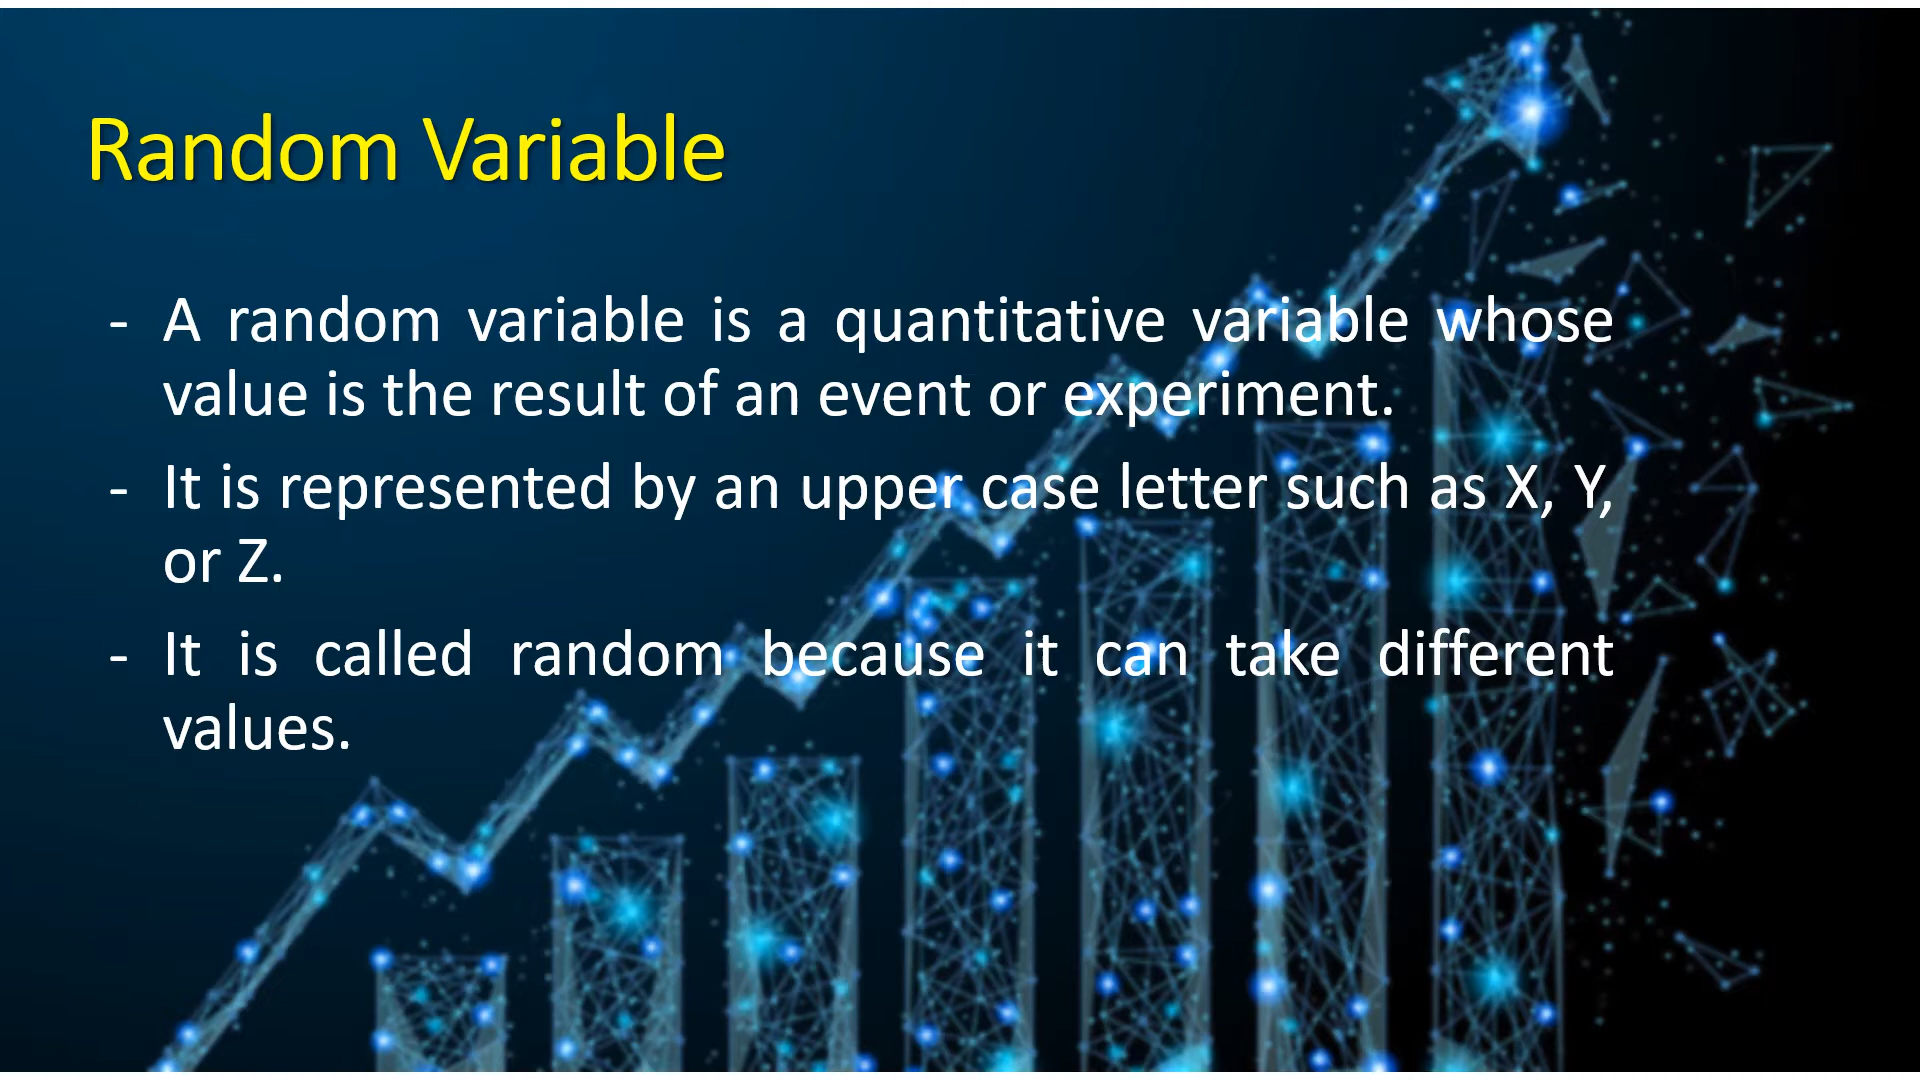 Random Variable
- A random variable is a quantitative variable whose
value is the result of an event or experiment.
- It is represented by an upper case letter such as X, Y,
or Z.
- It is called random because it can take different
values.